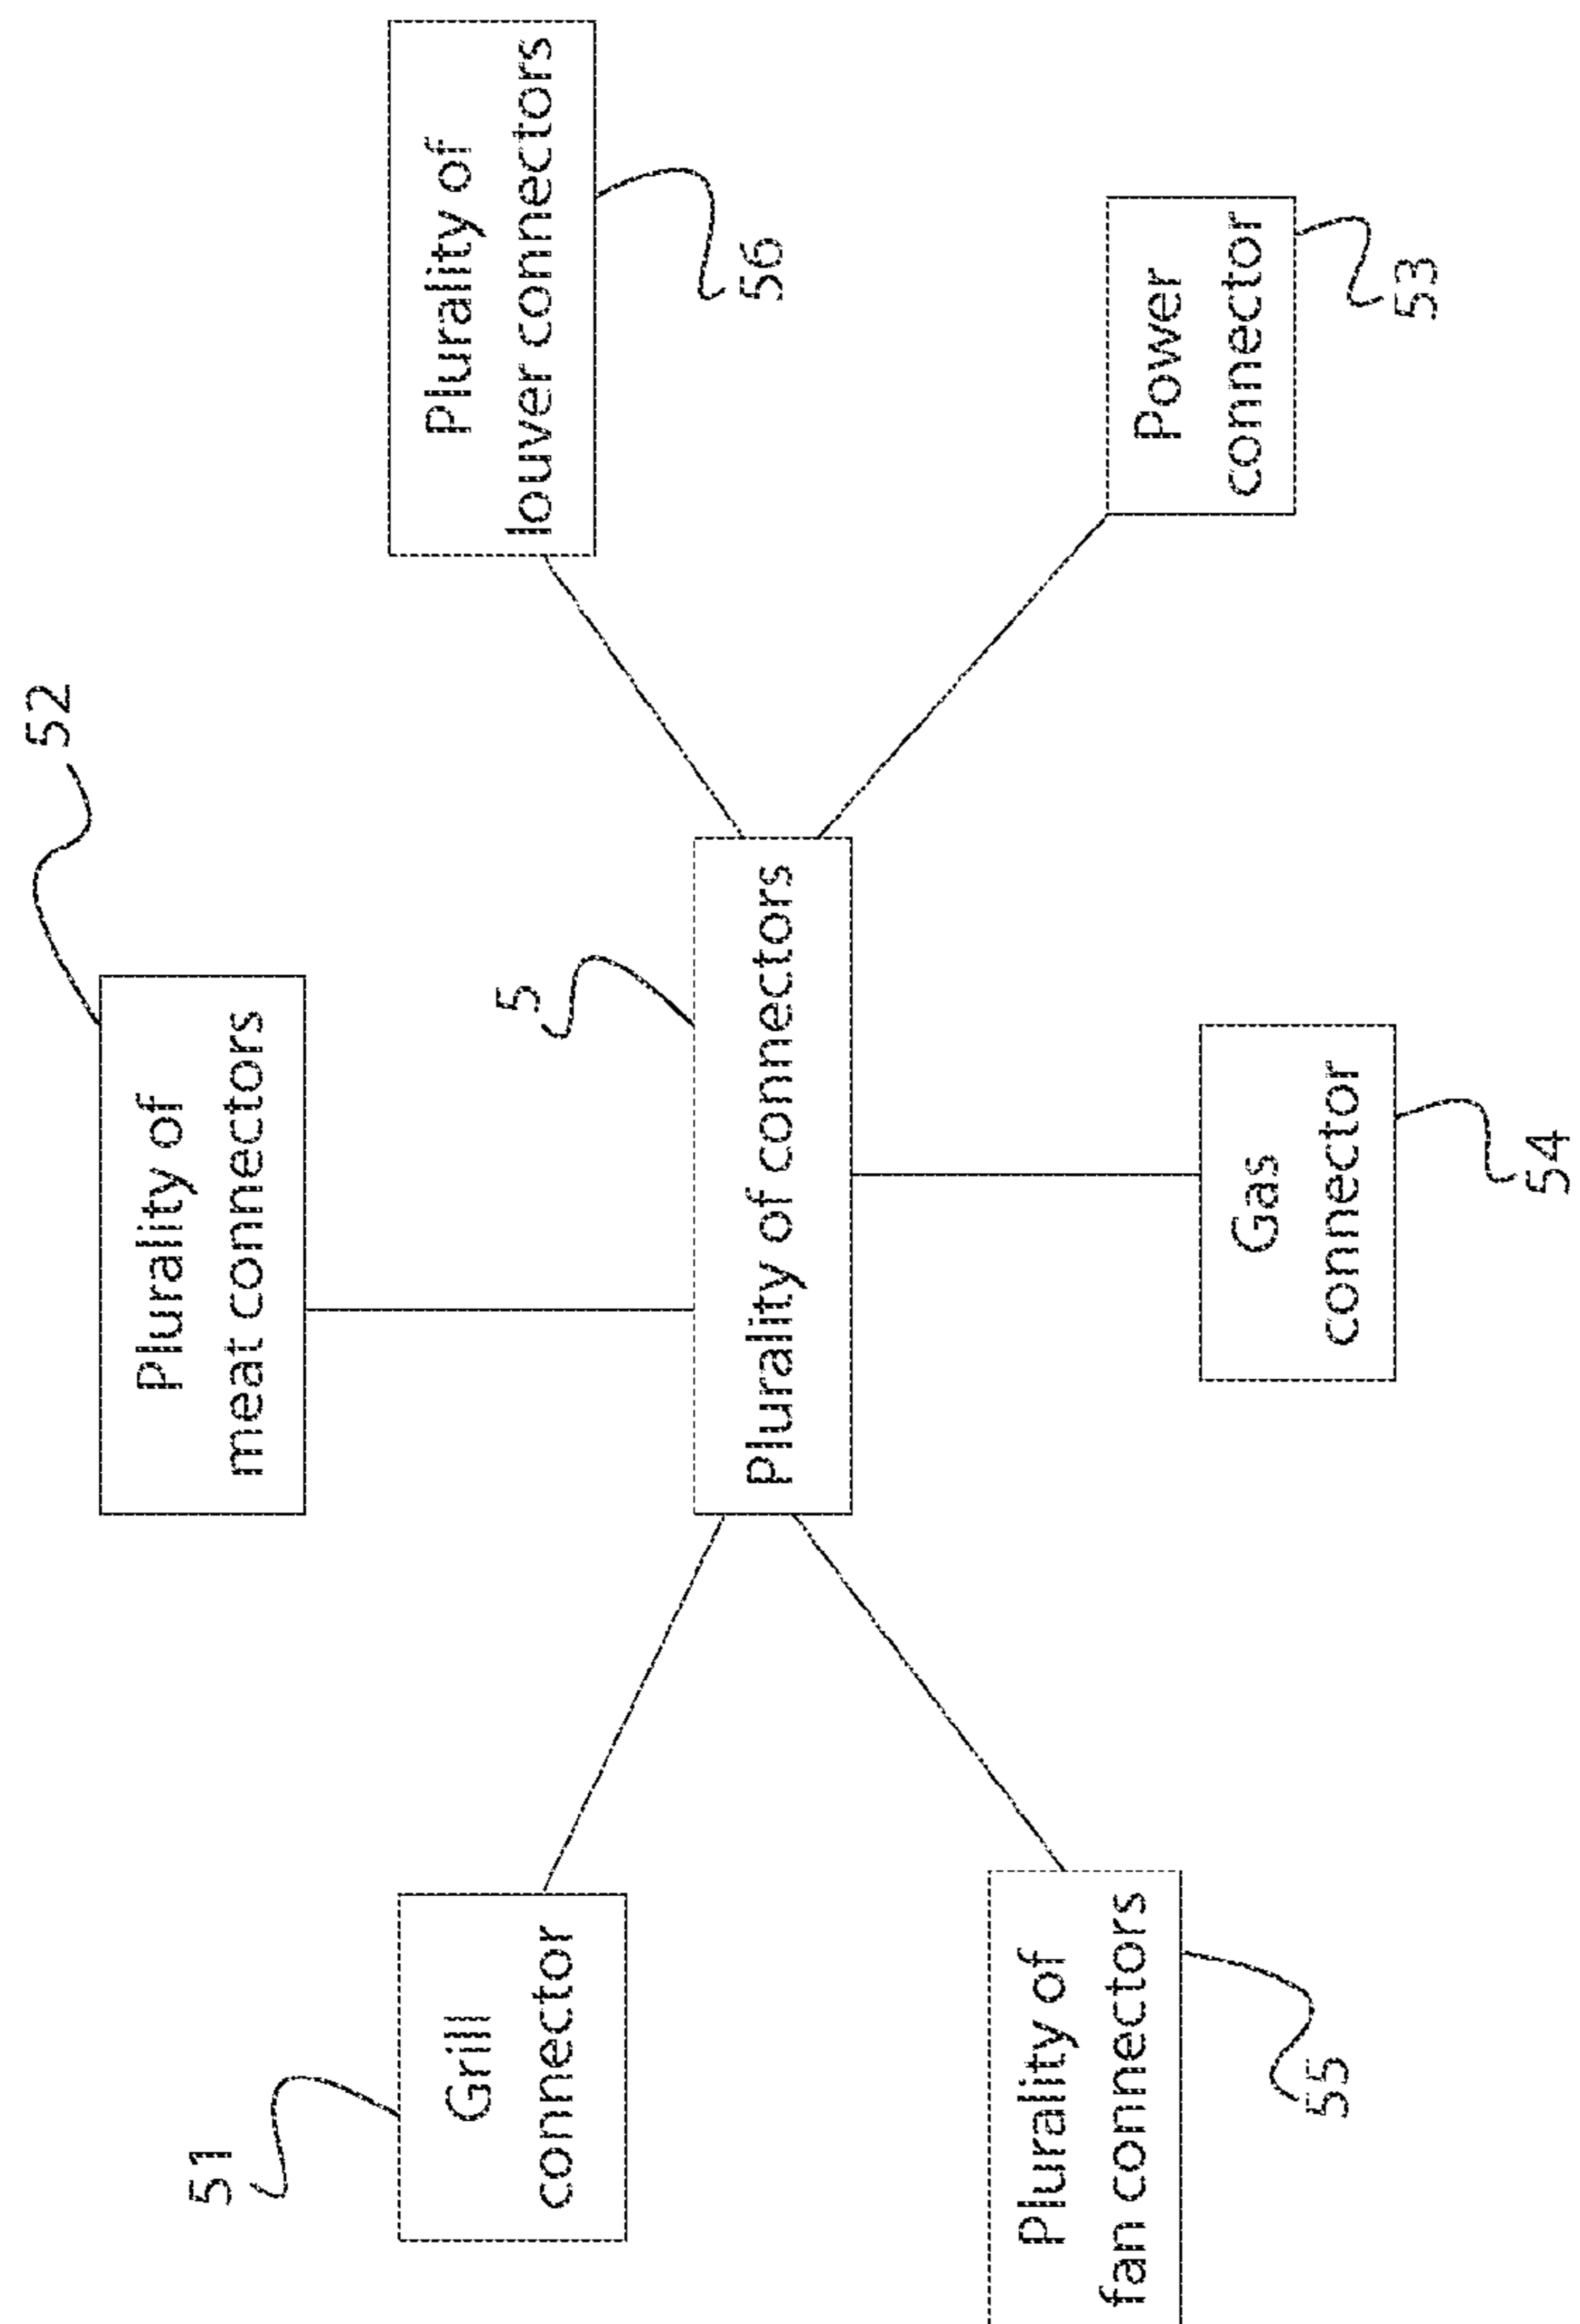 52
Plurality of
meat connectors
51
Grill
connector
Plurality of
louver connectors
56
5
Plurality of connectors
Plurality of
fan connectors
55
Gas
connector
54
Power
connector
53